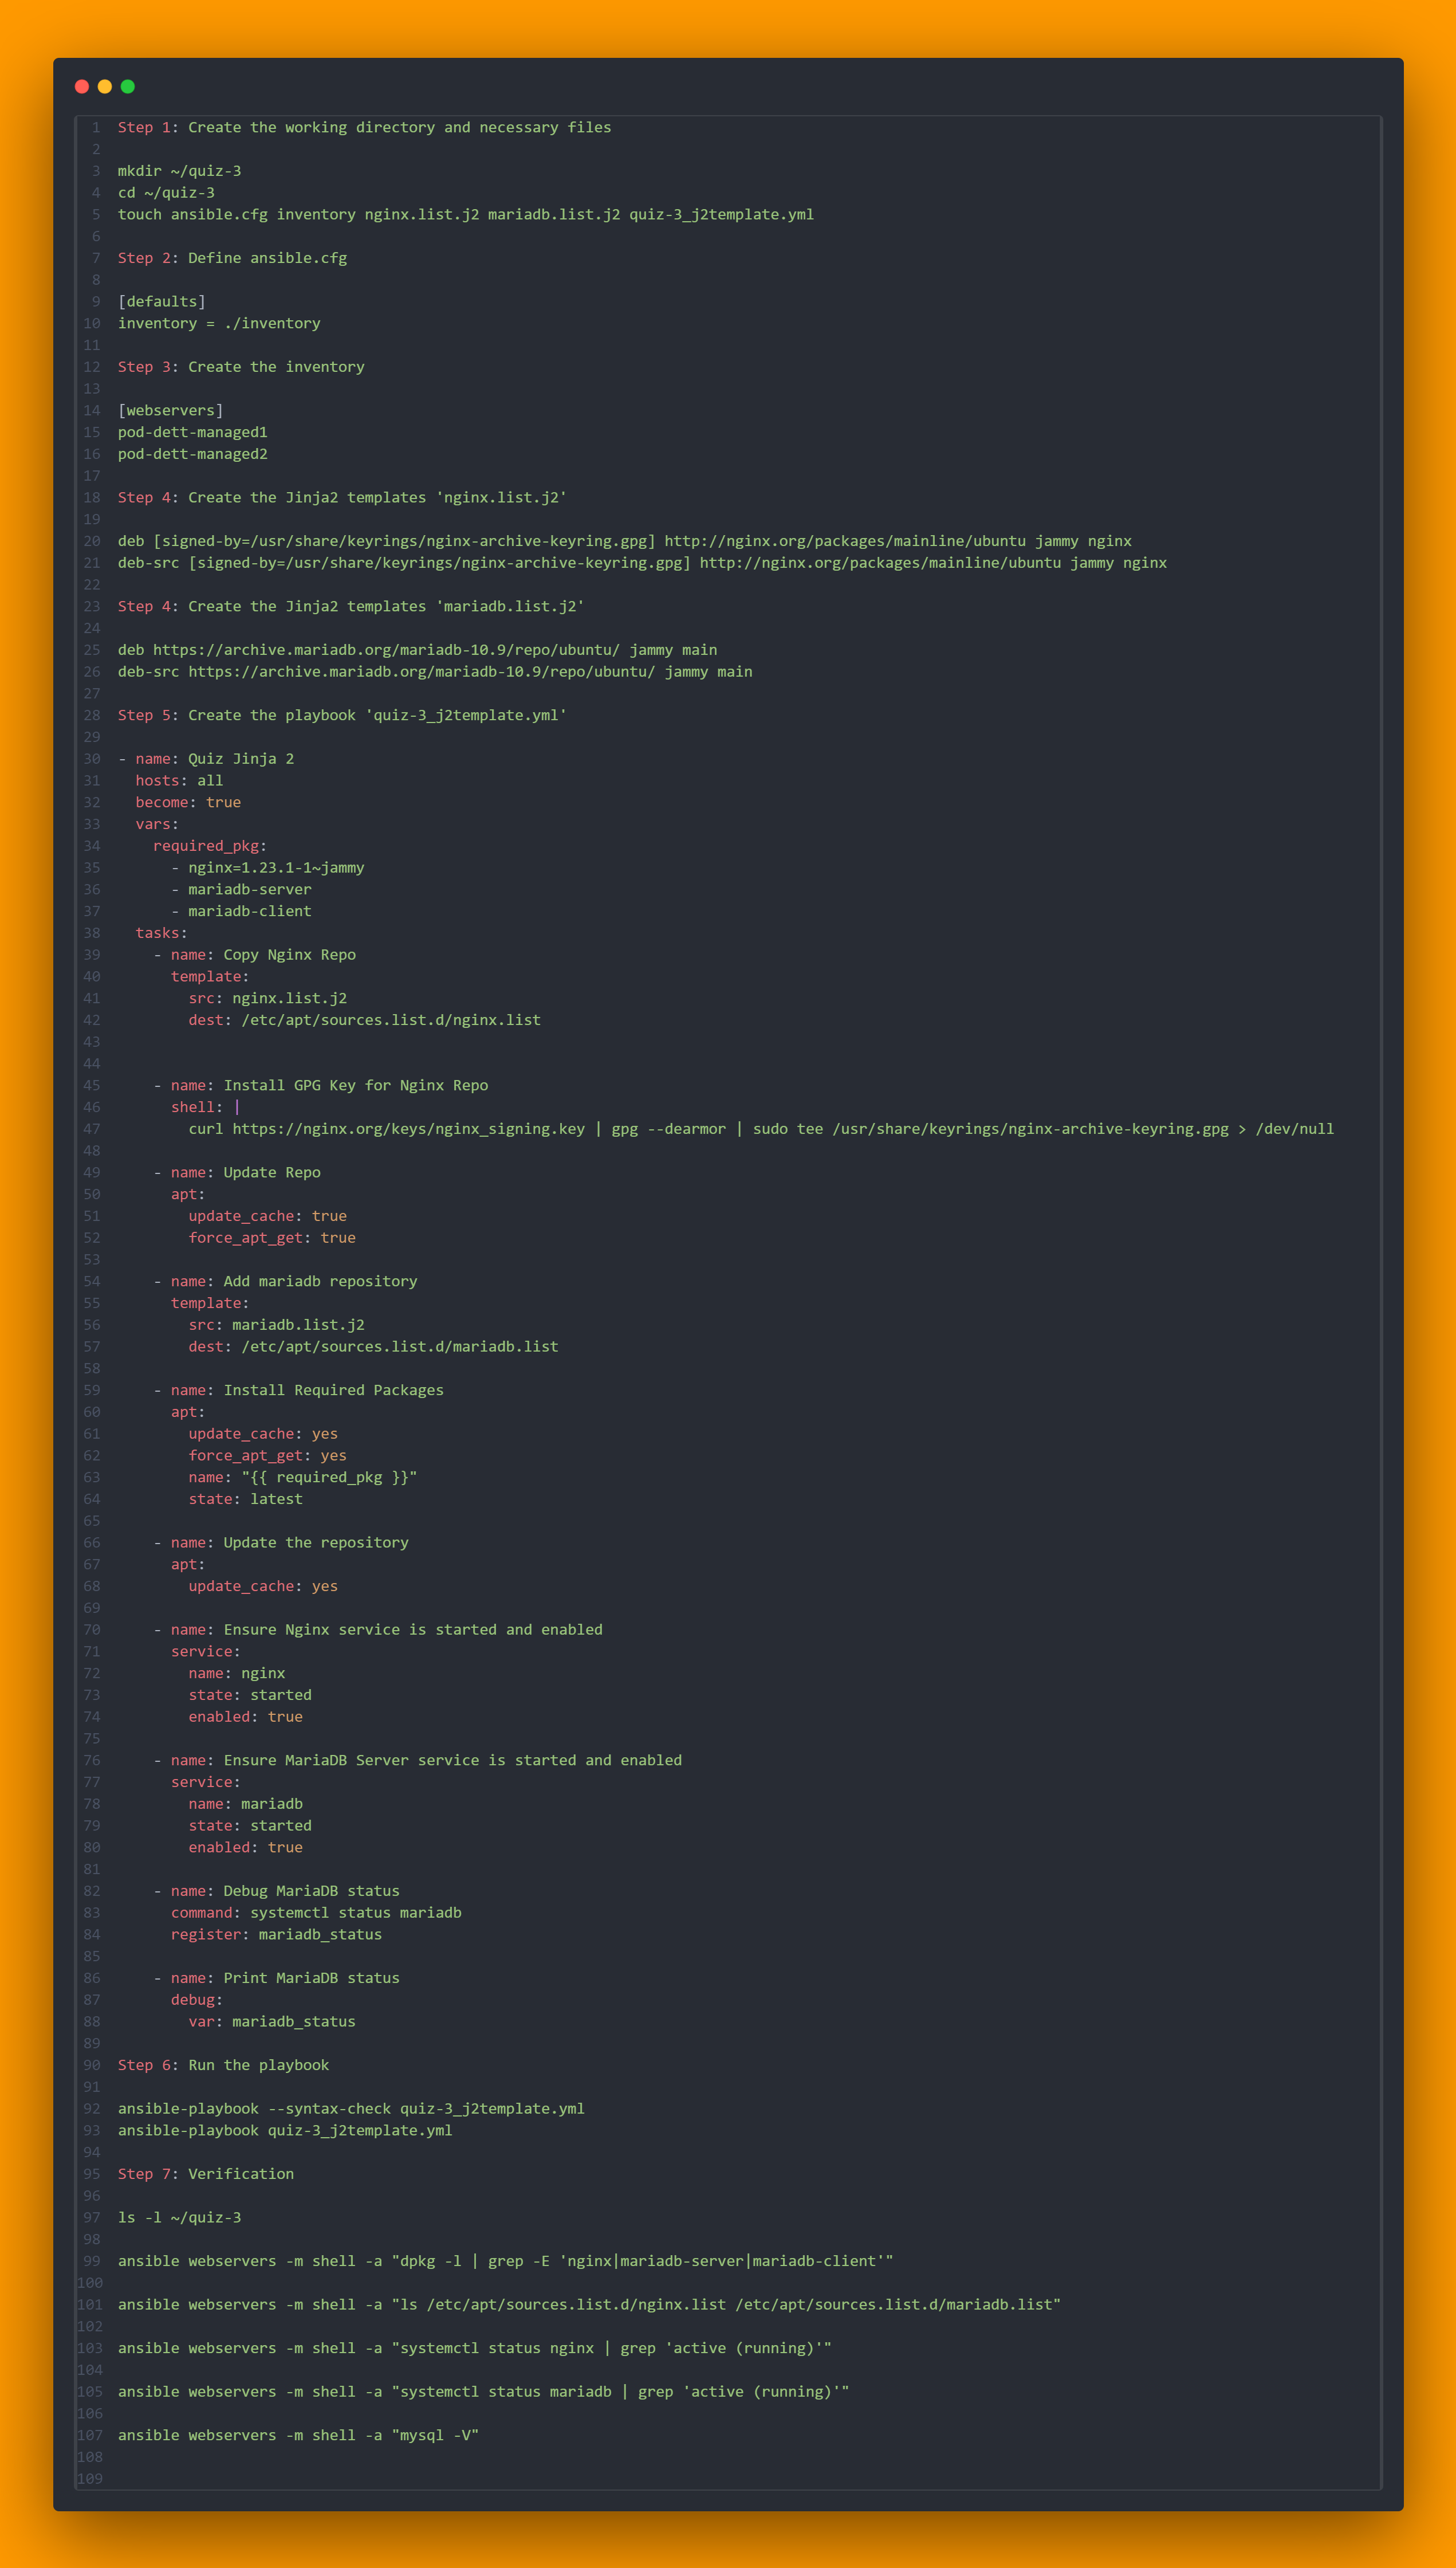 1 Step 1: Create the working directory and necessary files
2
3 mkdir ~/quiz-3
4 cd ~/quiz-3
5 touch ansible.cfg inventory nginx.list.j2 mariadb.list.j2 quiz-3_j2template.yml
6
7 Step 2: Define ansible.cfg
8
9 [defaults]
10 inventory = ./inventory
11
12 Step 3: Create the inventory
13
14 [webservers]
15 pod-dett-managed1
16 pod-dett-managed2
17
18 Step 4: Create the Jinja2 templates 'nginx.list.j2'
19
20 deb [signed-by=/usr/share/keyrings/nginx-archive-keyring.gpg] http://nginx.org/packages/mainline/ubuntu jammy nginx
21 deb-src [signed-by=/usr/share/keyrings/nginx-archive-keyring.gpg] http://nginx.org/packages/mainline/ubuntu jammy nginx
22
23 Step 4: Create the Jinja2 templates 'mariadb.list.j2'
24
25 deb https://archive.mariadb.org/mariadb-10.9/repo/ubuntu/ jammy main
26 deb-src https://archive.mariadb.org/mariadb-10.9/repo/ubuntu/ jammy main
27
28 Step 5: Create the playbook 'quiz-3_j2template.yml'
29
30 - name: Quiz Jinja 2
31   hosts: all
32   become: true
33   vars:
34     required_pkg:
35       - nginx=1.23.1-1~jammy
36       - mariadb-server
37       - mariadb-client
38   tasks:
39     - name: Copy Nginx Repo
40       template:
41         src: nginx.list.j2
42         dest: /etc/apt/sources.list.d/nginx.list
43
44
45     - name: Install GPG Key for Nginx Repo
46       shell: |
47         curl https://nginx.org/keys/nginx_signing.key | gpg --dearmor | sudo tee /usr/share/keyrings/nginx-archive-keyring.gpg > /dev/null
48
49     - name: Update Repo
50       apt:
51         update_cache: true
52         force_apt_get: true
53
54     - name: Add mariadb repository
55       template:
56         src: mariadb.list.j2
57         dest: /etc/apt/sources.list.d/mariadb.list
58
59     - name: Install Required Packages
60       apt:
61         update_cache: yes
62         force_apt_get: yes
63         name: "{{ required_pkg }}"
64         state: latest
65
66     - name: Update the repository
67       apt:
68         update_cache: yes
69
70     - name: Ensure Nginx service is started and enabled
71       service:
72         name: nginx
73         state: started
74         enabled: true
75
76     - name: Ensure MariaDB Server service is started and enabled
77       service:
78         name: mariadb
79         state: started
80         enabled: true
81
82     - name: Debug MariaDB status
83       command: systemctl status mariadb
84       register: mariadb_status
85
86     - name: Print MariaDB status
87       debug:
88         var: mariadb_status
89
90 Step 6: Run the playbook
91
92 ansible-playbook --syntax-check quiz-3_j2template.yml
93 ansible-playbook quiz-3_j2template.yml
94
95 Step 7: Verification
96
97 ls -l ~/quiz-3
98
99 ansible webservers -m shell -a "dpkg -l | grep -E 'nginx|mariadb-server|mariadb-client'"
100
101 ansible webservers -m shell -a "ls /etc/apt/sources.list.d/nginx.list /etc/apt/sources.list.d/mariadb.list"
102
103 ansible webservers -m shell -a "systemctl status nginx | grep 'active (running)'"
104
105 ansible webservers -m shell -a "systemctl status mariadb | grep 'active (running)'"
106
107 ansible webservers -m shell -a "mysql -V"
108
109